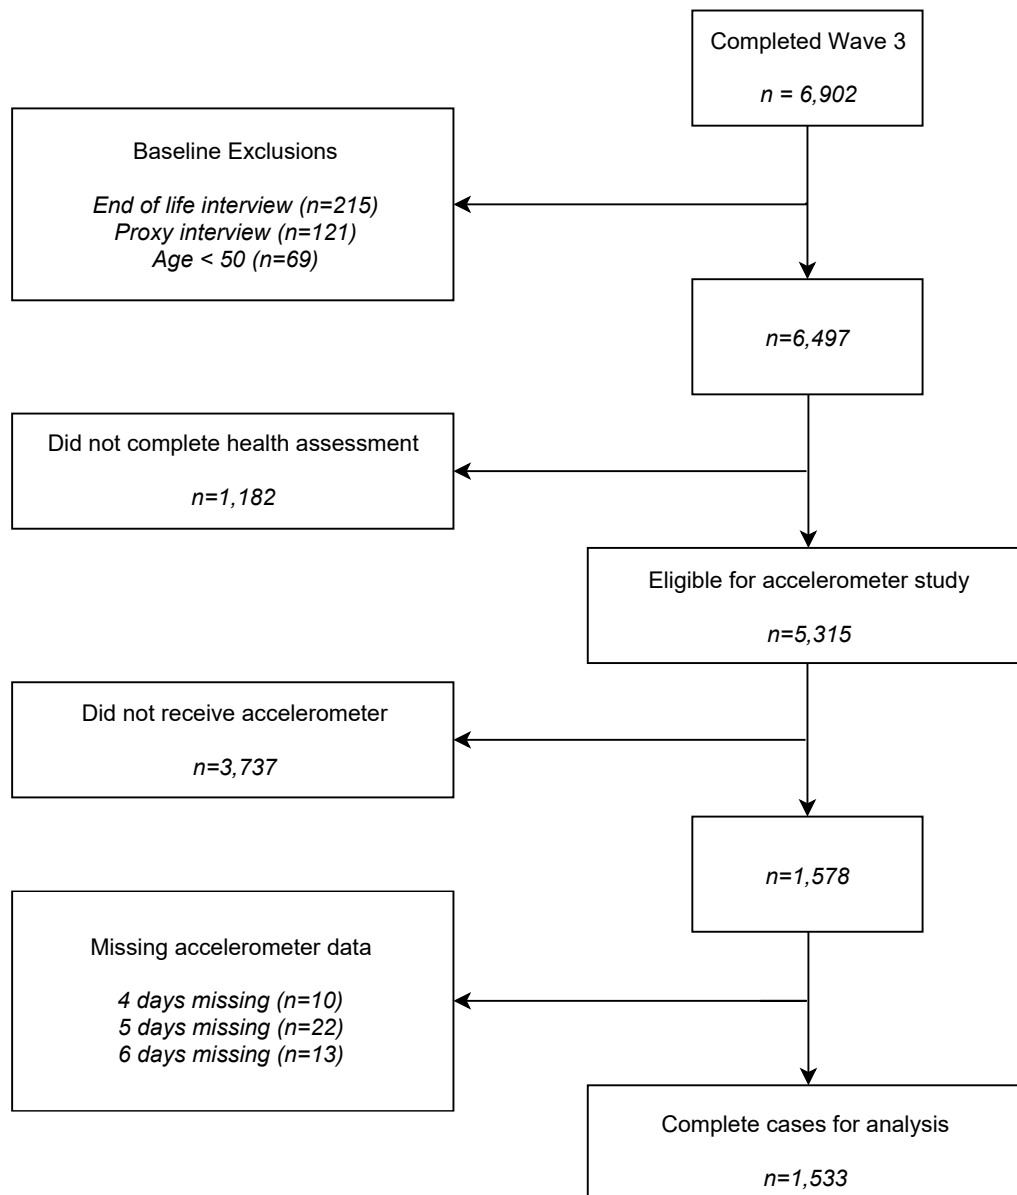 Completed Wave 3
n = 6,902
Baseline Exclusions
End of life interview (n=215)
Proxy interview (n=121)
Age < 50 (n=69)
n=6,497
Did not complete health assessment
n=1,182
Eligible for accelerometer study
n=5,315
Did not receive accelerometer
n=3,737
n=1,578
Missing accelerometer data
4 days missing (n=10)
5 days missing (n=22)
6 days missing (n=13)
Complete cases for analysis
n=1,533